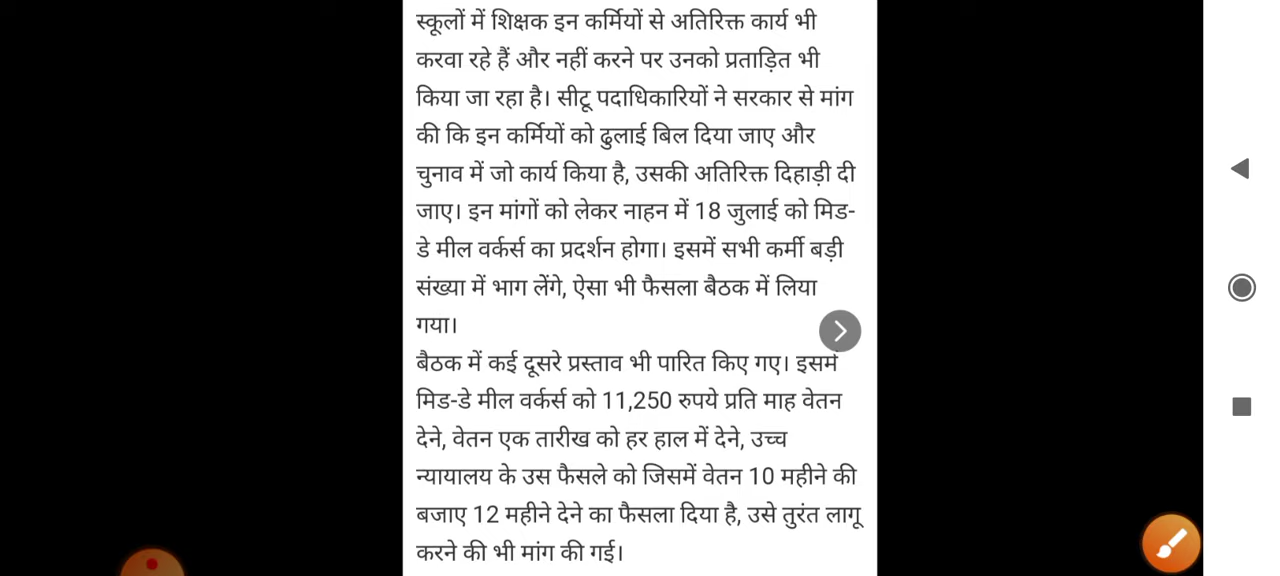 स्कूलों में शिक्षक इन कर्मियों से अतिरिक्त कार्य भी
करवा रहे हैं और नहीं करने पर उनको प्रताड़ित भी
किया जा रहा है। सीटू पदाधिकारियों ने सरकार से मांग
की कि इन कर्मियों को ढुलाई बिल दिया जाए और
चुनाव में जो कार्य किया है, उसकी अतिरिक्त दिहाड़ी दी
जाए। इन मांगों को लेकर नाहन में 18 जुलाई को मिड-
डे मील वर्कर्स का प्रदर्शन होगा। इसमें सभी कर्मी बड़ी
संख्या में भाग लेंगे, ऐसा भी फैसला बैठक में लिया
गया।
बैठक में कई दूसरे प्रस्ताव भी पारित किए गए। इसमें
मिड-डे मील वर्कर्स को 11,250 रुपये प्रति माह वेतन
देने, वेतन एक तारीख को हर हाल में देने, उच्च
न्यायालय के उस फैसले को जिसमें वेतन 10 महीने की
बजाए 12 महीने देने का फैसला दिया है, उसे तुरंत लागू
करने की भी मांग की गई।